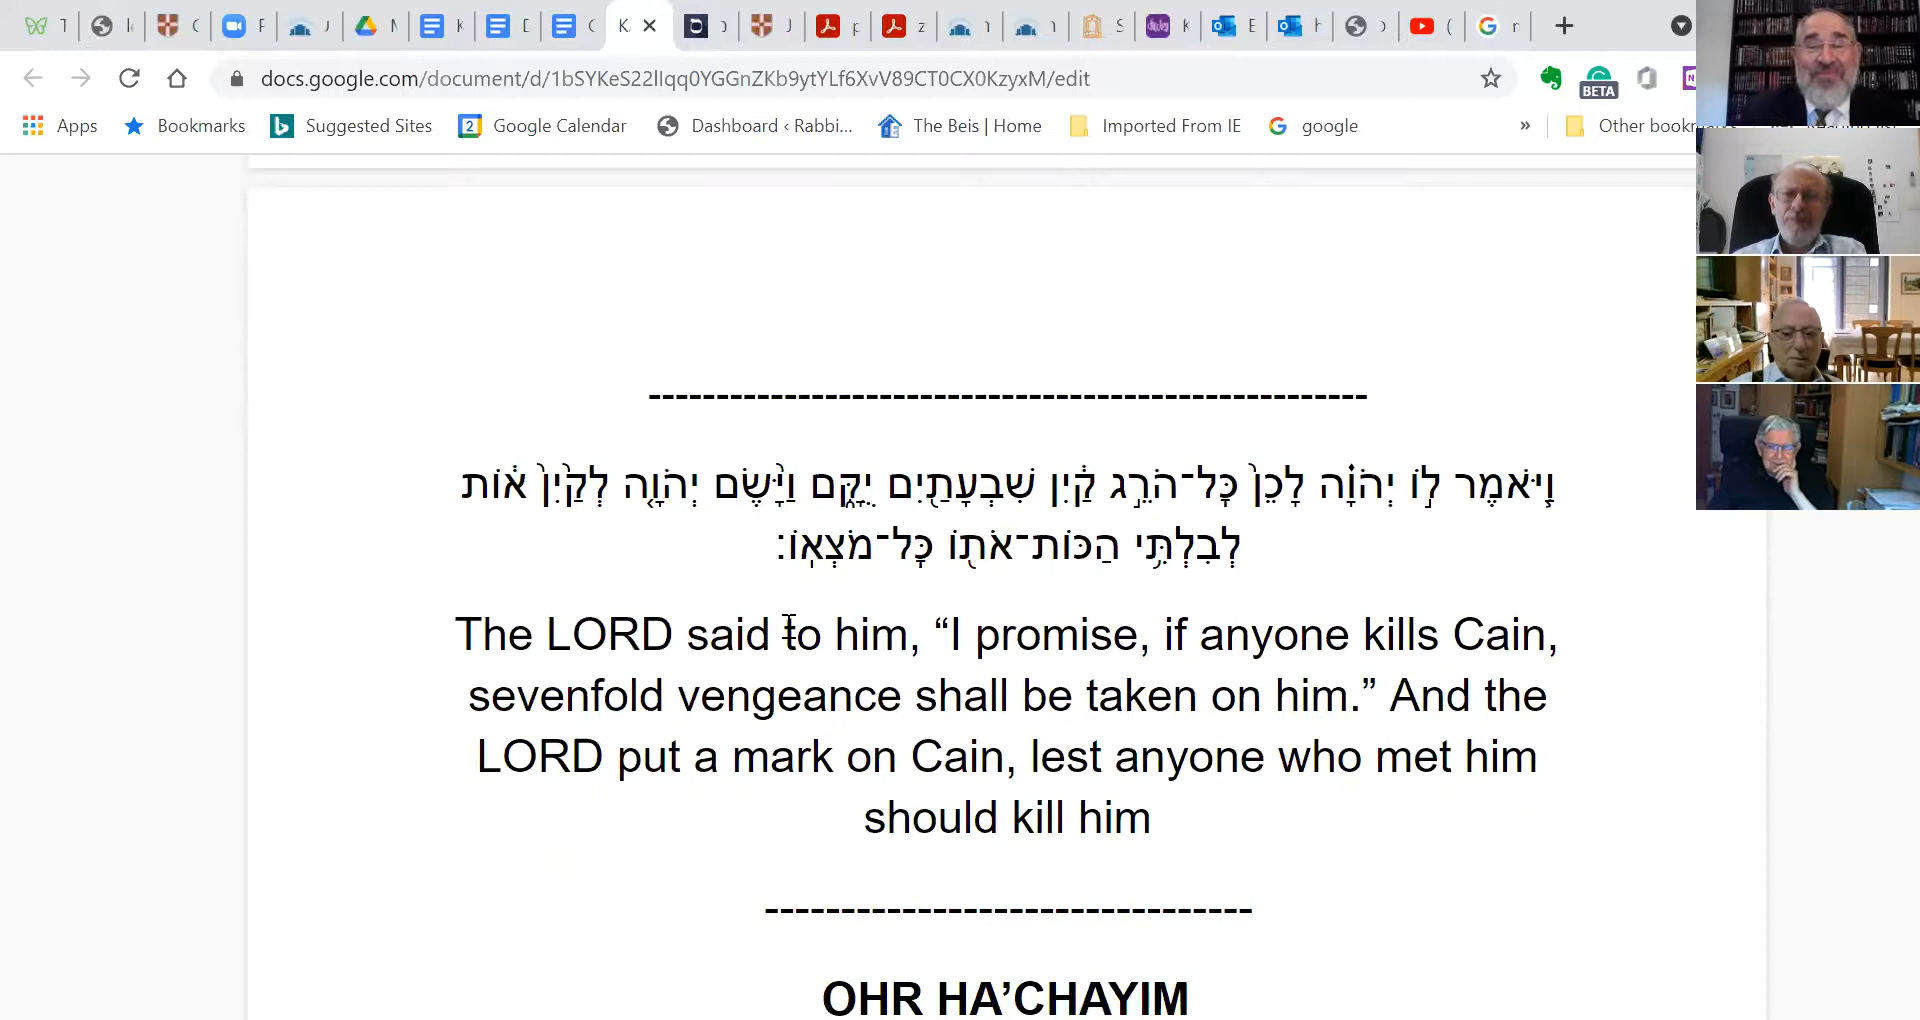 docs.google.com/document/d/1bSYKeS22lIqq0YGGnZKb9ytYLf6XvV89CT0CX0KzyxM/edit
BETA
Apps Bookmarks Suggested Sites Google Calendar Dashboard ‹ Rabbi... The Beis | Home Imported From IE google » Other
-----------------------------------------------------
וַיֹּ֧אמֶר ל֣וֹ יְהֹוָ֗ה לָכֵן֙ כׇּל־הֹרֵ֣ג קַ֔יִן שִׁבְעָתַ֖יִם יֻקָּ֑ם וַיָּ֨שֶׂם יְהֹוָ֤ה לְקַ֙יִן֙ א֔וֹת
לְבִלְתִּ֥י הַכּוֹת־אֹת֖וֹ כׇּל־מֹצְאֽוֹ׃
The LORD said to him, “I promise, if anyone kills Cain,
sevenfold vengeance shall be taken on him.” And the
LORD put a mark on Cain, lest anyone who met him
should kill him
--------------------------------
OHR HA’CHAYIM